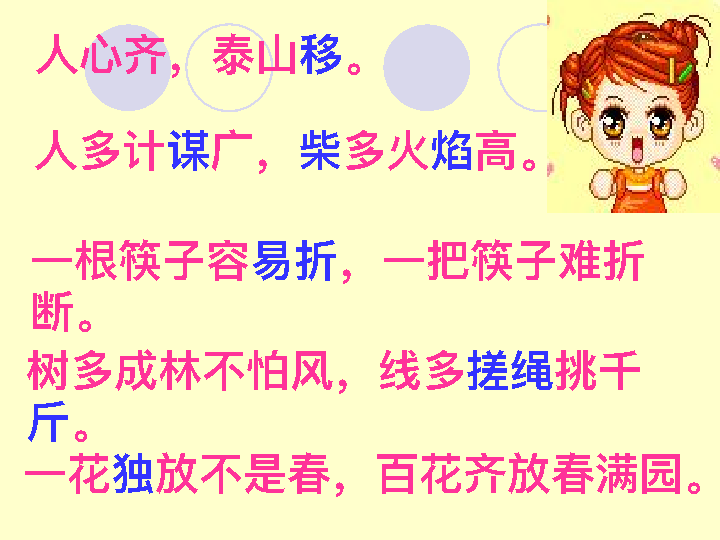 人心齐，泰山移。
人多计谋广，柴多火焰高。
一根筷子容易折，一把筷子难折
断。
树多成林不怕风，线多搓绳挑千
斤。
一花独放不是春，百花齐放春满园。